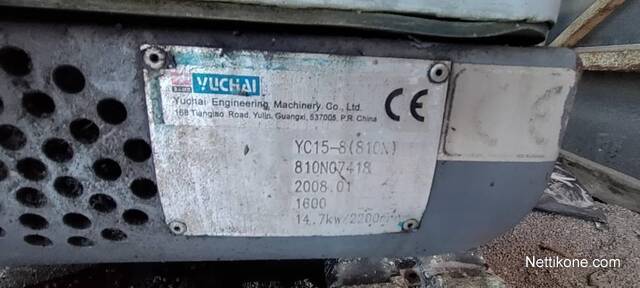 YUCHAI
Yuchai Engineering Machinery Co., Ltd.
168 Tianqiao Road, Yulin, Guangxi, 537005, P.R. China
CE
YC15-8(810N)
810N07418
2008.01
1600
14.7kw/2200
Nettikone.com